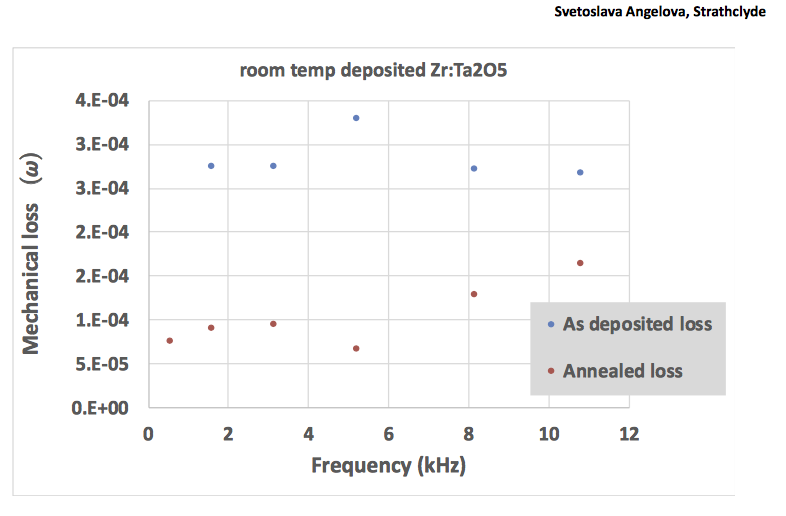 Svetoslava Angelova, Strathclyde
room temp deposited Zr:Ta2O5
4.E-04
3.E-04
3.E-04
2.E-04
2.E-04
1.E-04
5.E-05
0.E+00
Mechanical loss (ω)
0 2 4 6 8 10 12
Frequency (kHz)
As deposited loss
Annealed loss